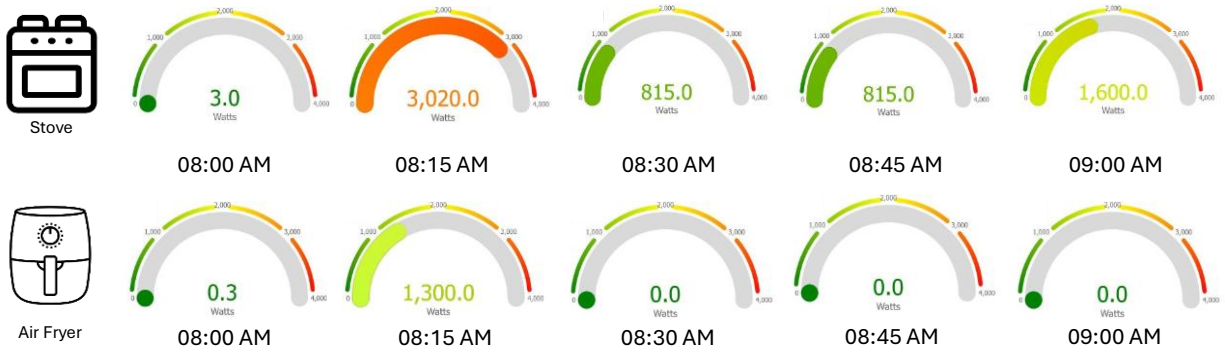 2,000 2,000 2,000 2,000 2,000
1,000 3,000 1,000 3,000 1,000 3,000 1,000 3,000 1,000 3,000
3.0 3,020.0 815.0 815.0 1,600.0
0 4,000 0 4,000 0 4,000 0 4,000 0 4,000
Watts Watts Watts Watts Watts
Stove
08:00 AM 08:15 AM 08:30 AM 08:45 AM 09:00 AM
2,000 2,000 2,000 2,000 2,000
1,000 3,000 1,000 3,000 1,000 3,000 1,000 3,000 1,000 3,000
0.3 1,300.0 0.0 0.0 0.0
0 4,000 0 4,000 0 4,000 0 4,000 0 4,000
Watts Watts Watts Watts Watts
Air Fryer
08:00 AM 08:15 AM 08:30 AM 08:45 AM 09:00 AM